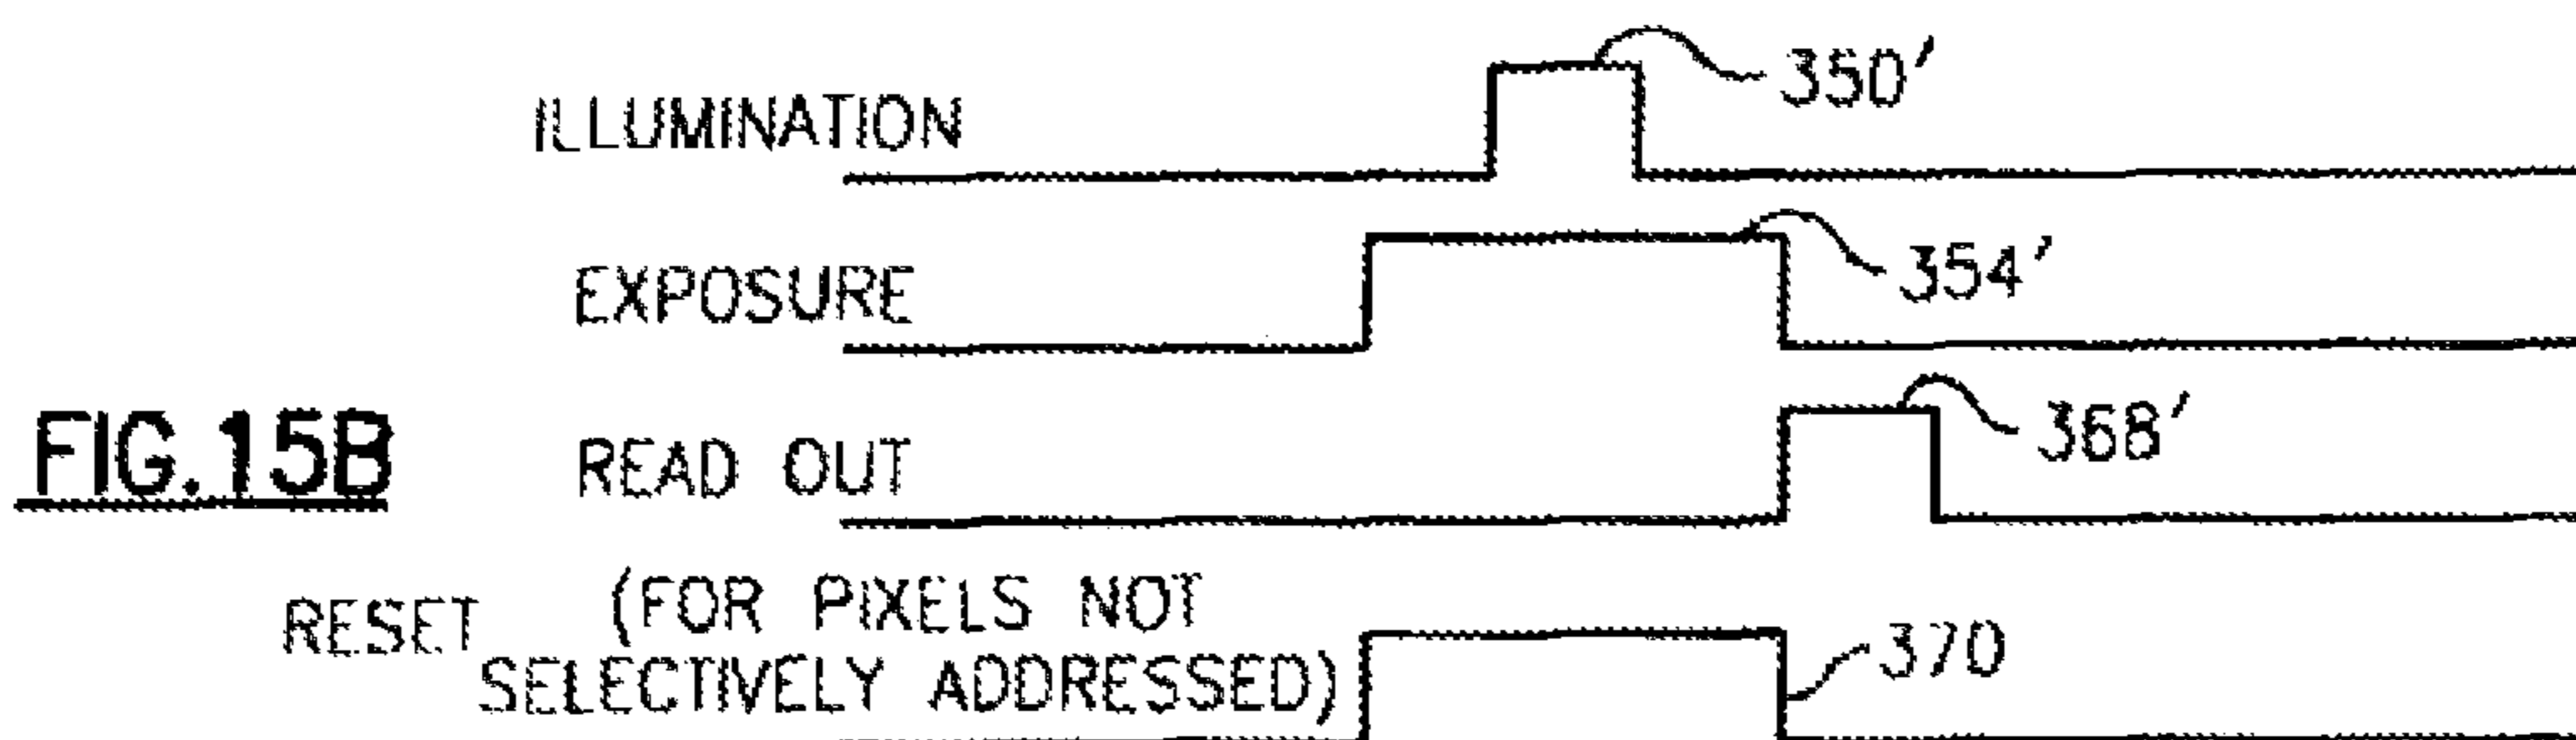 ILLUMINATION
350′
EXPOSURE
354′
FIG.15B
READ OUT
368′
RESET (FOR PIXELS NOT
SELECTIVELY ADDRESSED)
370